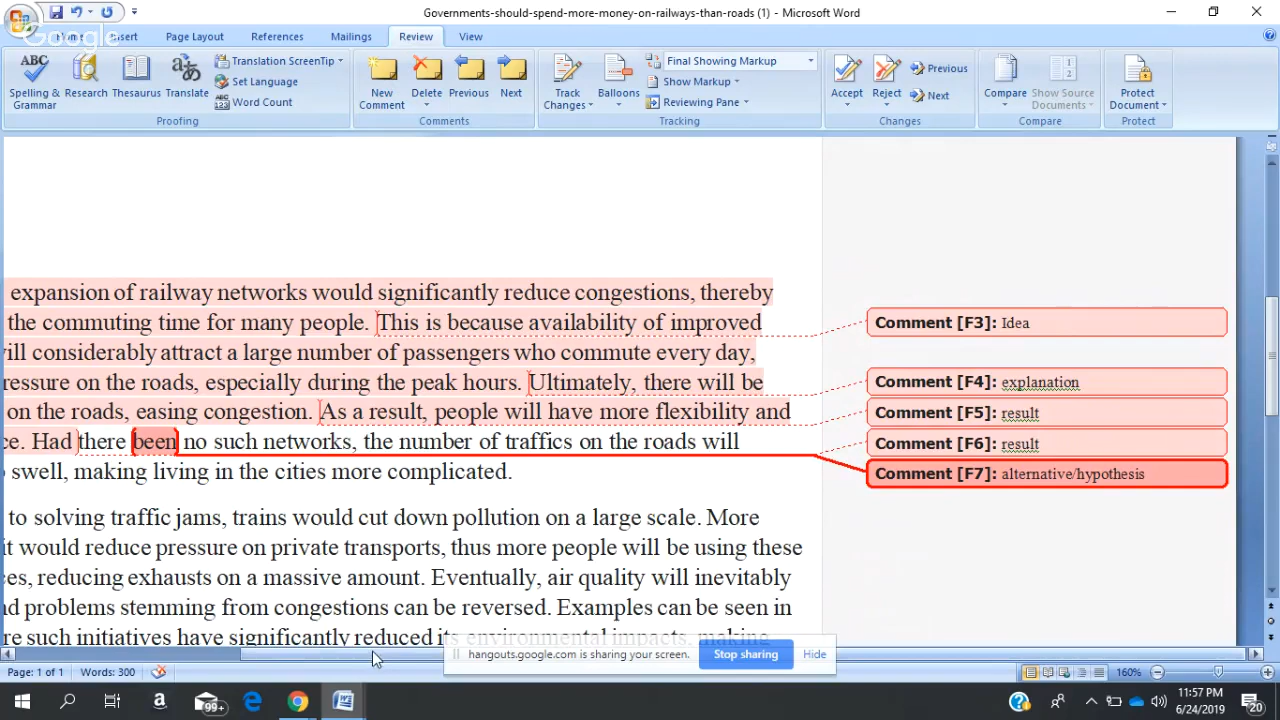 Governments-should-spend-more-money-on-railways-than-roads (1) - Microsoft Word
Google
Home Insert Page Layout References Mailings Review View
ABC Spelling & Grammar
Research
Thesaurus
Translate
Translation ScreenTip
Set Language
Word Count
Proofing
New Comment
Delete
Previous
Next
Comments
Track Changes
Balloons
Final Showing Markup
Show Markup
Reviewing Pane
Tracking
Accept
Reject
Previous
Next
Changes
Compare
Show Source Documents
Compare
Protect Document
Protect
expansion of railway networks would significantly reduce congestions, thereby
the commuting time for many people. This is because availability of improved
ill considerably attract a large number of passengers who commute every day,
ressure on the roads, especially during the peak hours. Ultimately, there will be
on the roads, easing congestion. As a result, people will have more flexibility and
ce. Had there been no such networks, the number of traffics on the roads will
swell, making living in the cities more complicated.
to solving traffic jams, trains would cut down pollution on a large scale. More
it would reduce pressure on private transports, thus more people will be using these
ces, reducing exhausts on a massive amount. Eventually, air quality will inevitably
nd problems stemming from congestions can be reversed. Examples can be seen in
re such initiatives have significantly reduced its environmental impacts, making
Comment [F3]: Idea
Comment [F4]: explanation
Comment [F5]: result
Comment [F6]: result
Comment [F7]: alternative/hypothesis
hangouts.google.com is sharing your screen. Stop sharing Hide
Page: 1 of 1 Words: 300 160%
99+
11:57 PM
6/24/2019
20